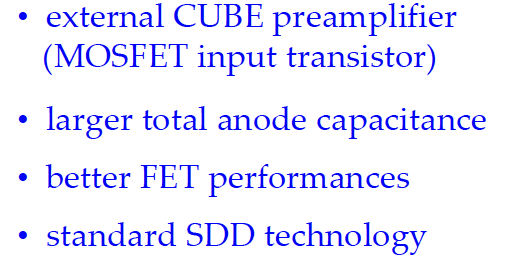 • external CUBE preamplifier
(MOSFET input transistor)
• larger total anode capacitance
• better FET performances
• standard SDD technology